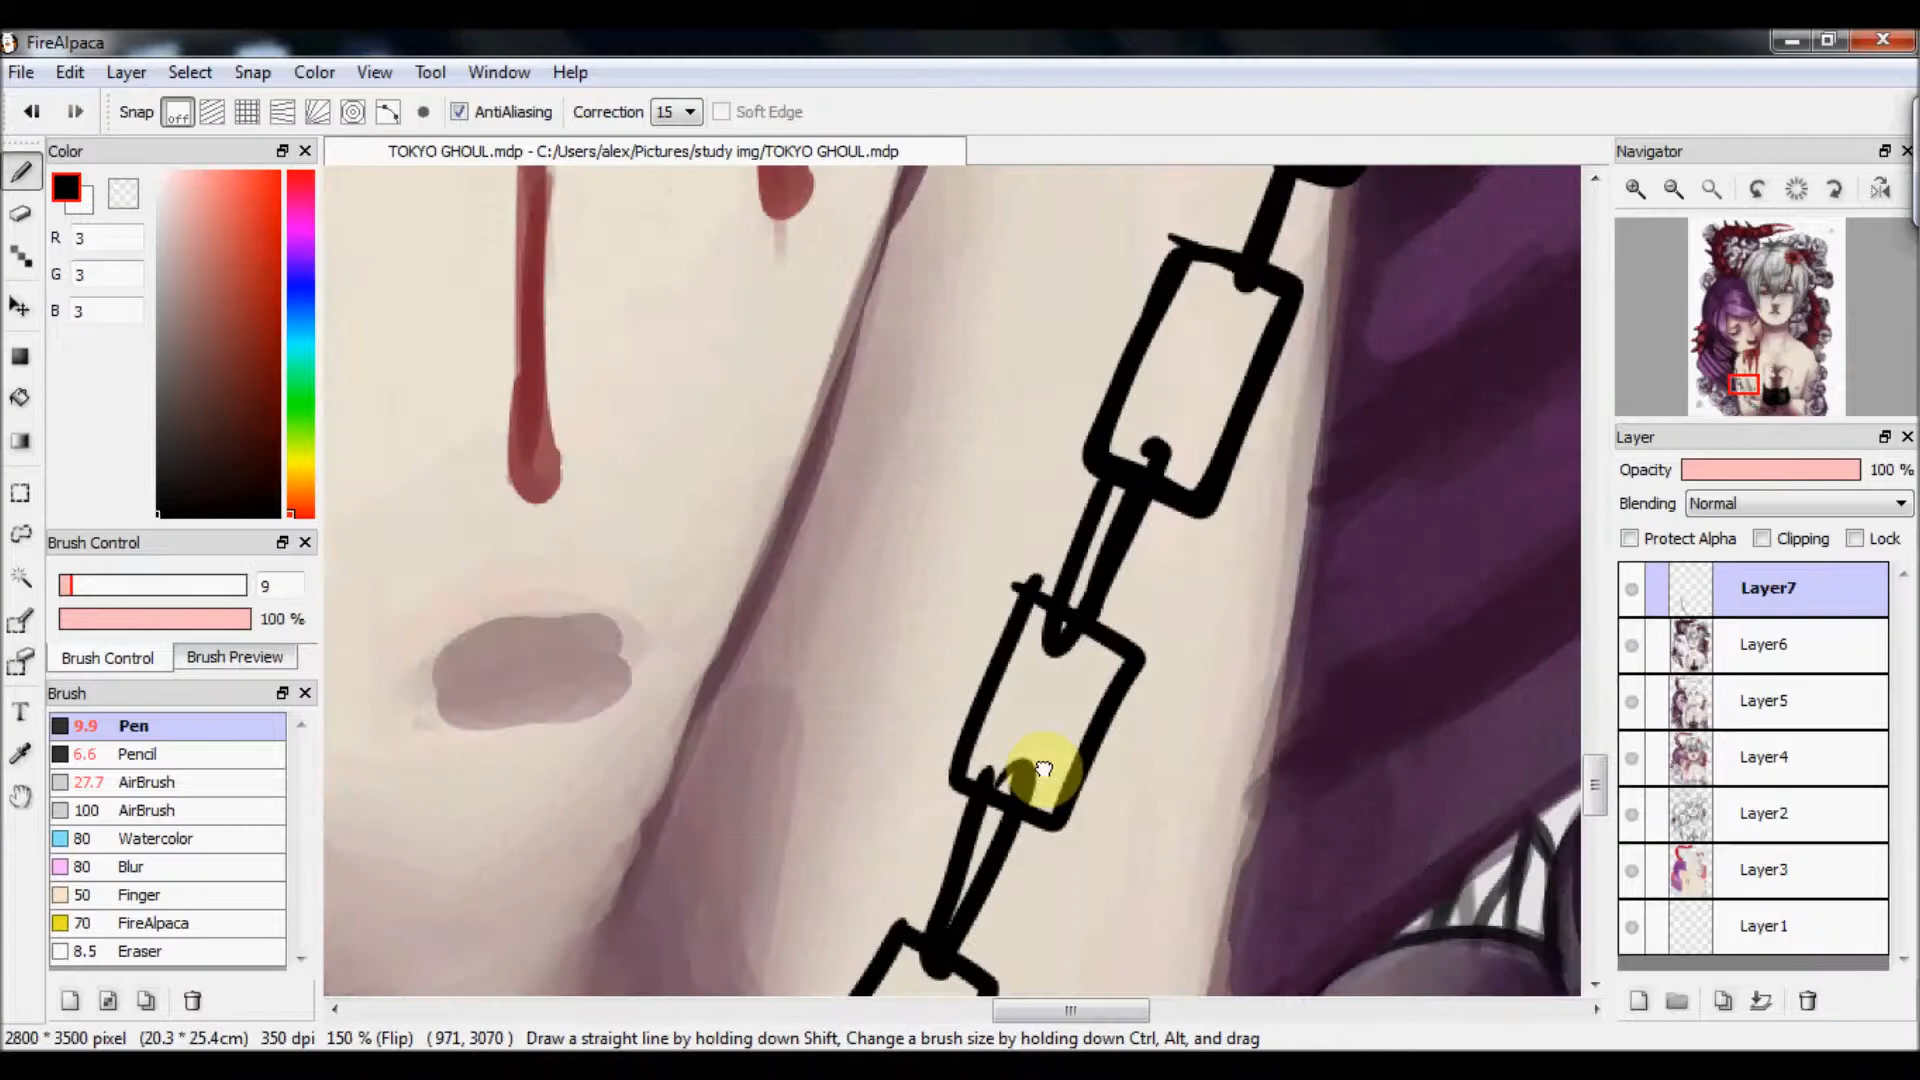 FireAlpaca
File Edit Layer Select Snap Color View Tool Window Help
Snap off AntiAliasing Correction 15 Soft Edge
Color
TOKYO GHOUL.mdp - C:/Users/alex/Pictures/study img/TOKYO GHOUL.mdp
Navigator
R 3
G 3
B 3
Layer
Opacity 100 %
Blending Normal
Protect Alpha Clipping Lock
Brush Control
9
100 %
Brush Control Brush Preview
Brush
9.9 Pen
6.6 Pencil
27.7 AirBrush
100 AirBrush
80 Watercolor
80 Blur
50 Finger
70 FireAlpaca
8.5 Eraser
Layer7
Layer6
Layer5
Layer4
Layer2
Layer3
Layer1
T
2800 * 3500 pixel (20.3 * 25.4cm) 350 dpi 150 % (Flip) ( 971, 3070 ) Draw a straight line by holding down Shift, Change a brush size by holding down Ctrl, Alt, and drag